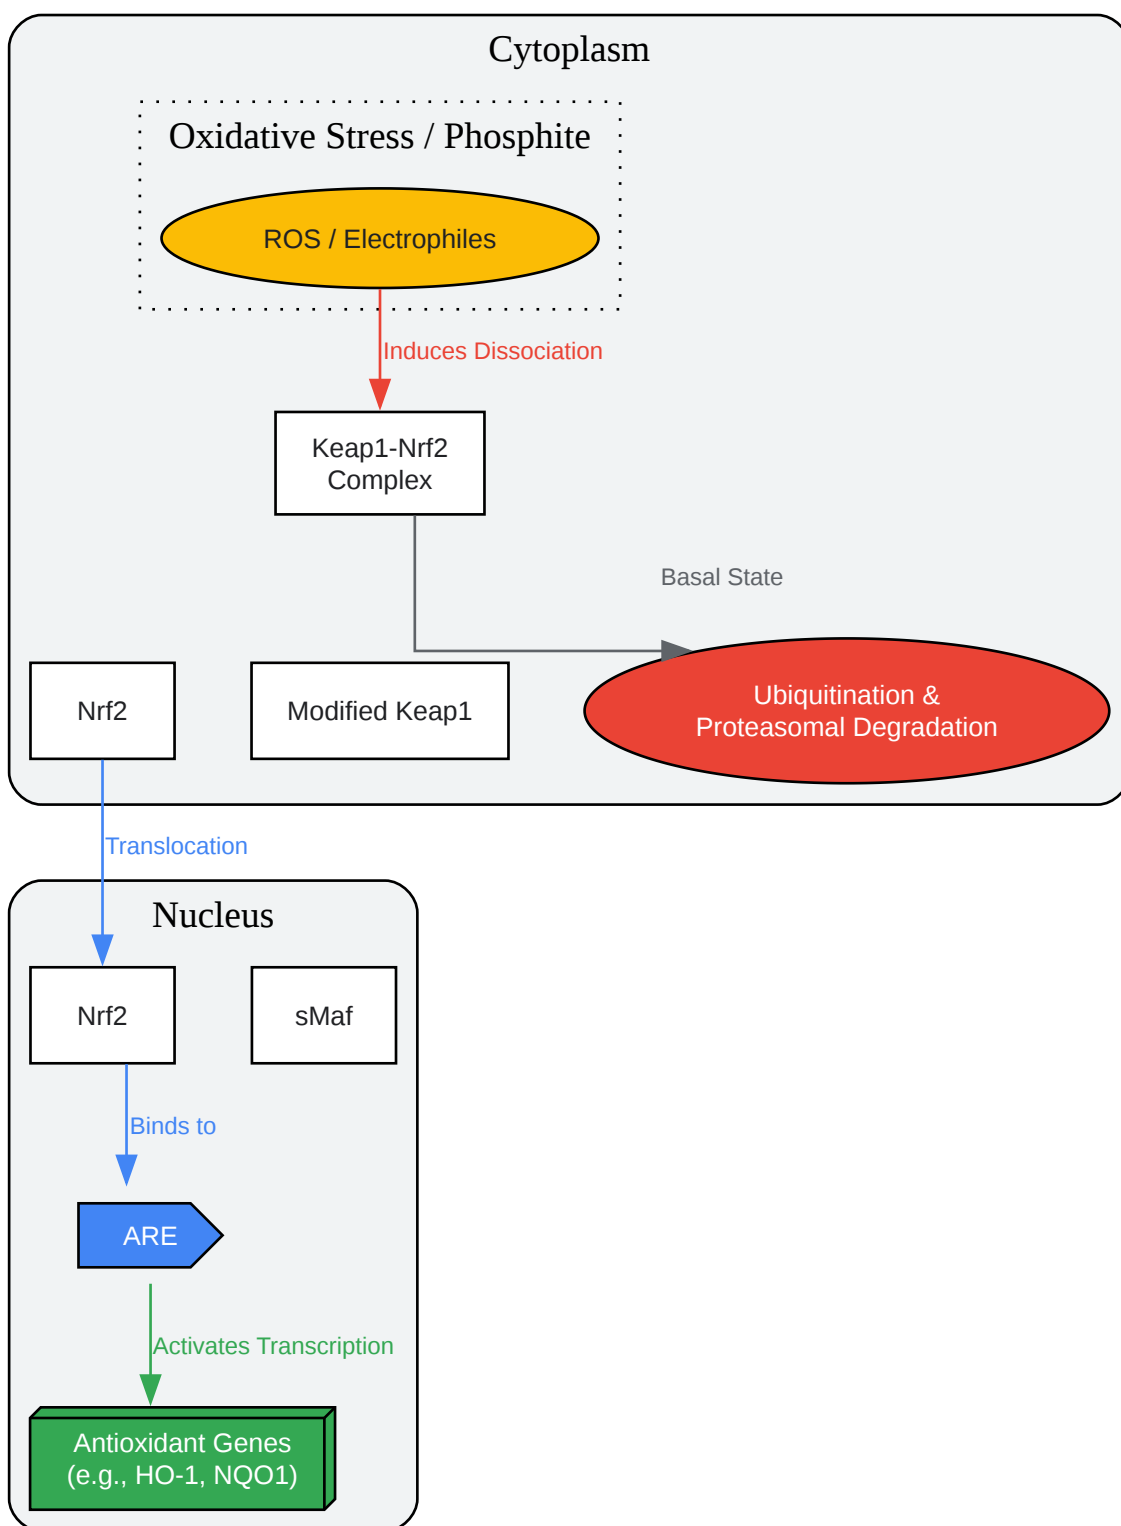 Cytoplasm
Oxidative Stress / Phosphite
ROS / Electrophiles
Induces Dissociation
Keap1-Nrf2
Complex
Basal State
Nrf2
Modified Keap1
Ubiquitination &
Proteasomal Degradation
Translocation
Nucleus
Nrf2
sMaf
Binds to
ARE
Activates Transcription
Antioxidant Genes
(e.g., HO-1, NQO1)